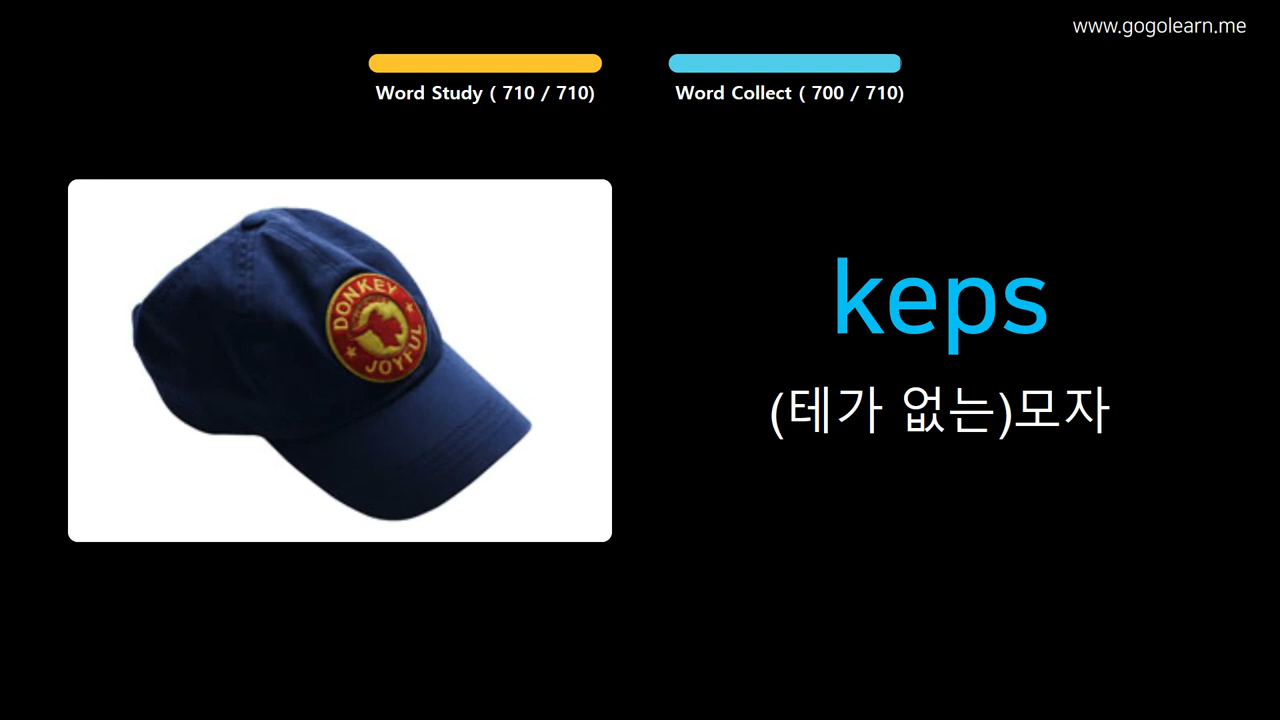 www.gogolearn.me
Word Study ( 710 / 710)
Word Collect ( 700 / 710)
DONKEY
JOYFUL
keps
(테가 없는)모자